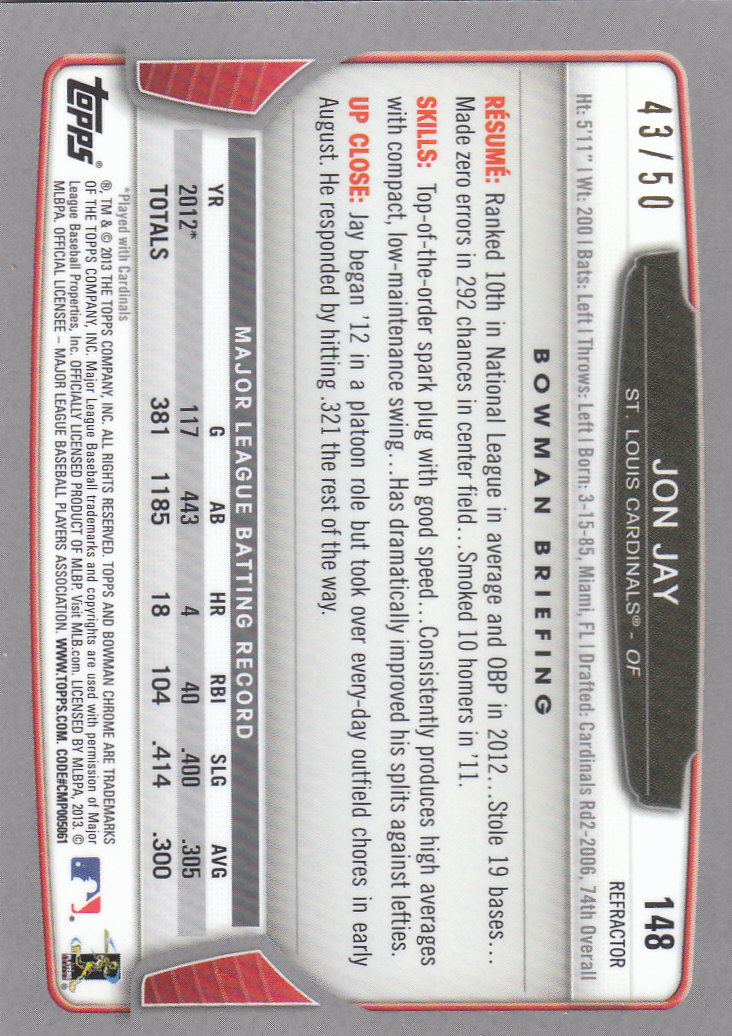 43/50
JON JAY
148
ST. LOUIS CARDINALS® - OF
REFRACTOR
Ht: 5'11" | Wt: 200 | Bats: Left | Throws: Left | Born: 3-15-85, Miami, FL | Drafted: Cardinals Rd2-2006, 74th Overall
BOWMAN BRIEFING
RÉSUMÉ: Ranked 10th in National League in average and OBP in 2012...Stole 19 bases...
Made zero errors in 292 chances in center field...Smoked 10 homers in '11.
SKILLS: Top-of-the-order spark plug with good speed...Consistently produces high averages
with compact, low-maintenance swing...Has dramatically improved his splits against lefties.
UP CLOSE: Jay began '12 in a platoon role but took over every-day outfield chores in early
August. He responded by hitting .321 the rest of the way.
MAJOR LEAGUE BATTING RECORD
YR G AB HR RBI SLG AVG
2012* 117 443 4 40 .400 .305
TOTALS 381 1185 18 104 .414 .300
*Played with Cardinals
Topps®
®, TM & © 2013 THE TOPPS COMPANY, INC. ALL RIGHTS RESERVED. TOPPS AND BOWMAN CHROME ARE TRADEMARKS
OF THE TOPPS COMPANY, INC. Major League Baseball trademarks and copyrights are used with permission of Major
League Baseball Properties, Inc. OFFICIALLY LICENSED PRODUCT OF MLBP. Visit MLB.com. LICENSED BY MLBPA, 2013. ©
MLBPA. OFFICIAL LICENSEE – MAJOR LEAGUE BASEBALL PLAYERS ASSOCIATION. WWW.TOPPS.COM. CODE#CMP005061